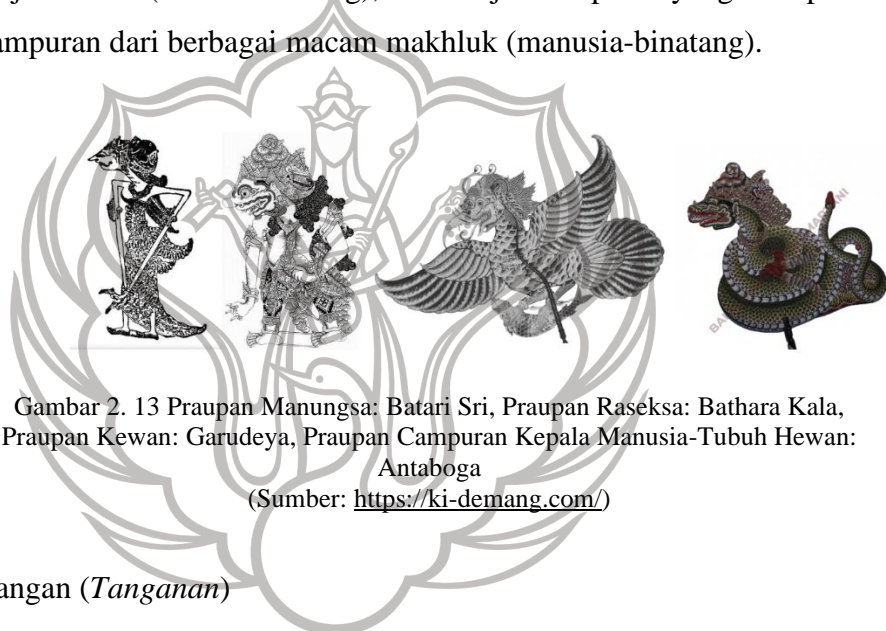 ampuran dari berbagai macam makhluk (manusia-binatang).
Gambar 2. 13 Praupan Manungsa: Batari Sri, Praupan Raseksa: Bathara Kala,
Praupan Kewan: Garudeya, Praupan Campuran Kepala Manusia-Tubuh Hewan:
Antaboga
(Sumber: https://ki-demang.com/)
angan (Tanganan)